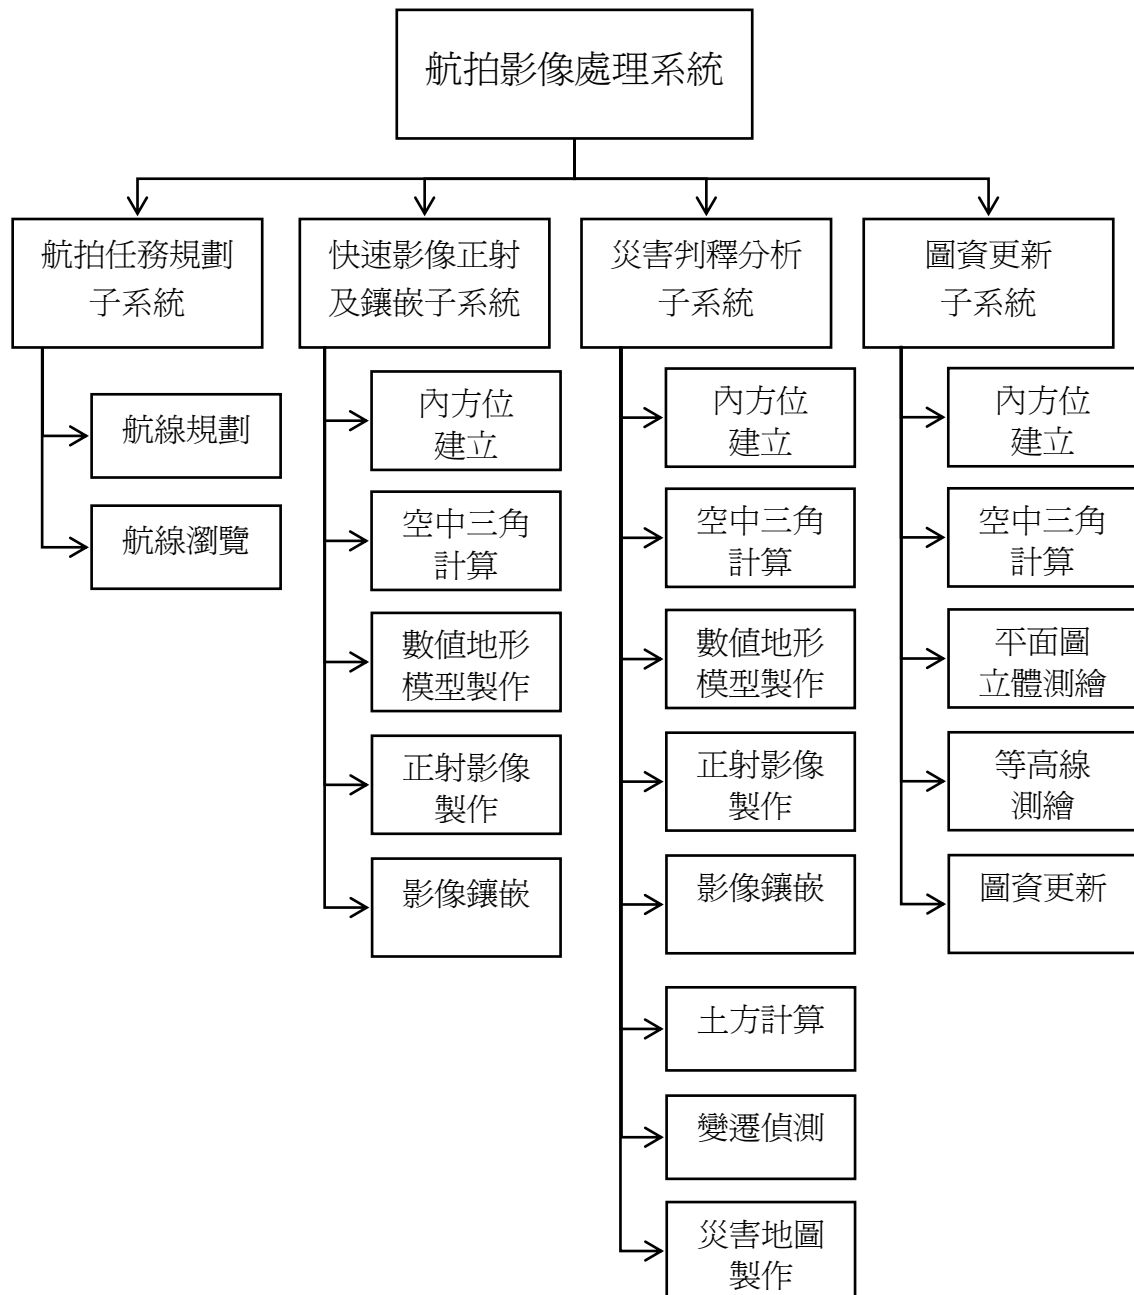 航拍影像處理系統
航拍任務規劃
子系統
航線規劃
航線瀏覽
快速影像正射
及鑲嵌子系統
內方位
建立
空中三角
計算
數值地形
模型製作
正射影像
製作
影像鑲嵌
災害判釋分析
子系統
內方位
建立
空中三角
計算
數值地形
模型製作
正射影像
製作
影像鑲嵌
土方計算
變遷偵測
災害地圖
製作
圖資更新
子系統
內方位
建立
空中三角
計算
平面圖
立體測繪
等高線
測繪
圖資更新